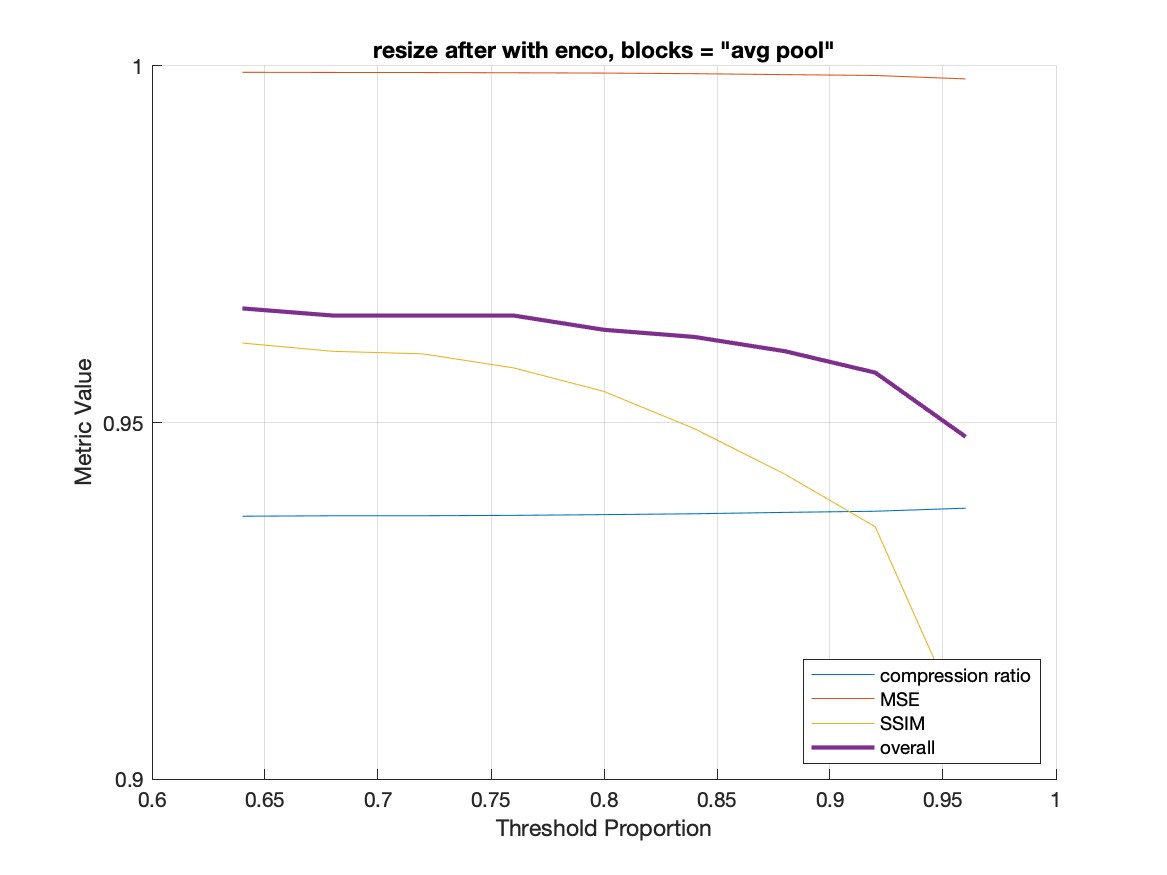 resize after with enco, blocks = "avg pool"
1
0.95
0.9
Metric Value
0.6 0.65 0.7 0.75 0.8 0.85 0.9 0.95 1
Threshold Proportion
compression ratio
MSE
SSIM
overall